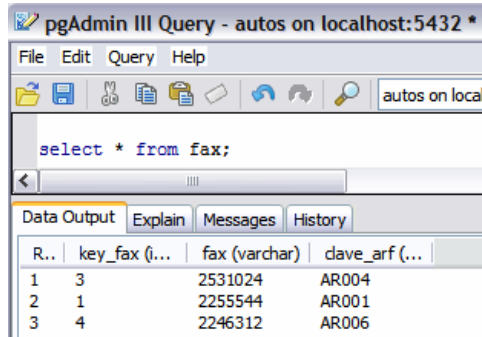 pgAdmin III Query - autos on localhost:5432 *
File Edit Query Help
autos on local
select * from fax;
Data Output Explain Messages History
R.. key_fax (i... fax (varchar) clave_arf (...
1 3 2531024 AR004
2 1 2255544 AR001
3 4 2246312 AR006